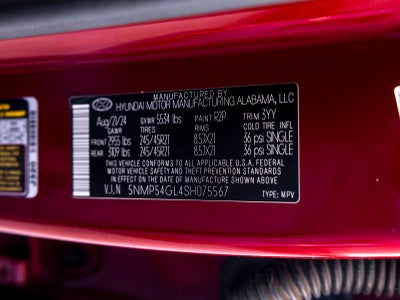 MANUFACTURED BY
HYUNDAI MOTOR MANUFACTURING ALABAMA, LLC
Aug/21/24 GVWR 5534 lbs PAINT R2P TRIM 3YY
GAWR TIRES COLD TIRE INFL
FRONT 2955 lbs 245/45R21 8.5JX21 36 psi SINGLE
REAR 3109 lbs 245/45R21 8.5JX21 36 psi SINGLE
THIS VEHICLE CONFORMS TO ALL APPLICABLE U.S.A FEDERAL
MOTOR VEHICLE SAFETY AND THEFT PREVENTION STANDARDS
IN EFFECT ON THE DATE OF MANUFACTURE SHOWN ABOVE.
V.I.N 5NMP54GL4SH075567 TYPE: MPV